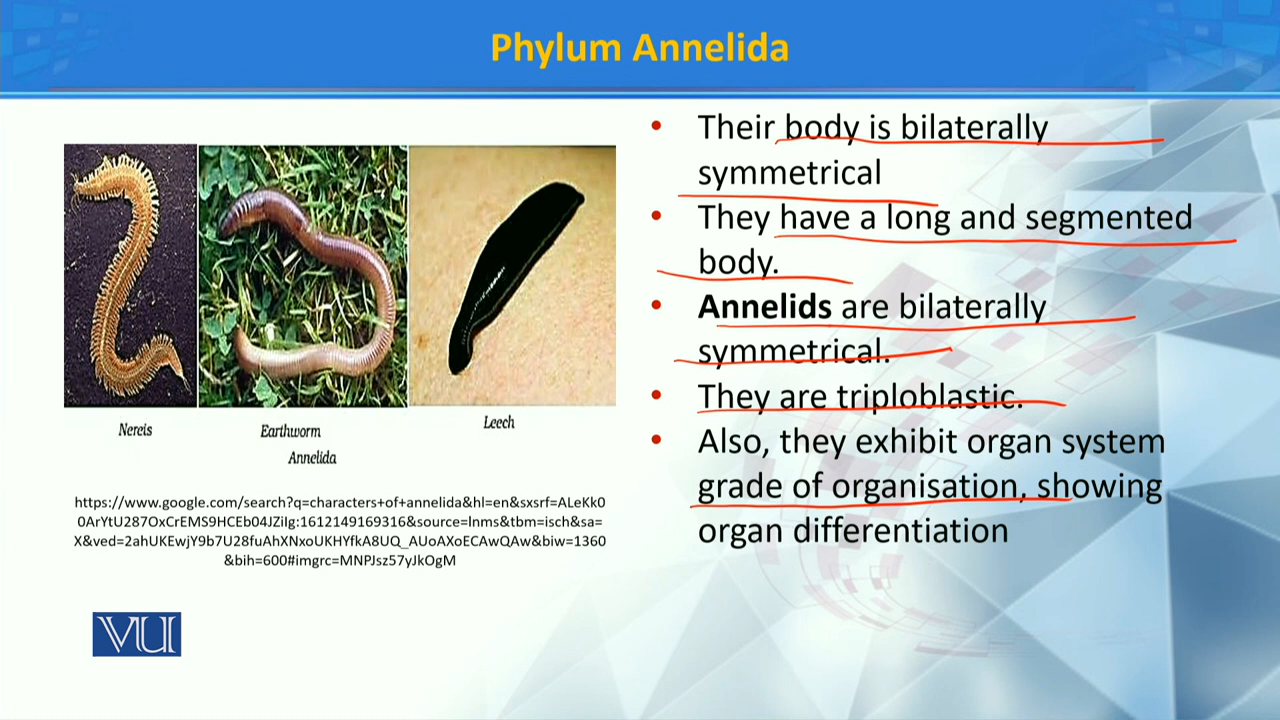 Phylum Annelida
Nereis
Earthworm
Leech
Annelida
https://www.google.com/search?q=characters+of+annelida&hl=en&sxsrf=ALeKk0
0ArYtU287OxCrEMS9HCEb04JZiIg:1612149169316&source=lnms&tbm=isch&sa=
X&ved=2ahUKEwjY9b7U28fuAhXNxoUKHYfkA8UQ_AUoAXoECAwQAw&biw=1360
&bih=600#imgrc=MNPJsz57yJkOgM
VU
• Their body is bilaterally
symmetrical
• They have a long and segmented
body.
• Annelids are bilaterally
symmetrical.
• They are triploblastic.
• Also, they exhibit organ system
grade of organisation, showing
organ differentiation